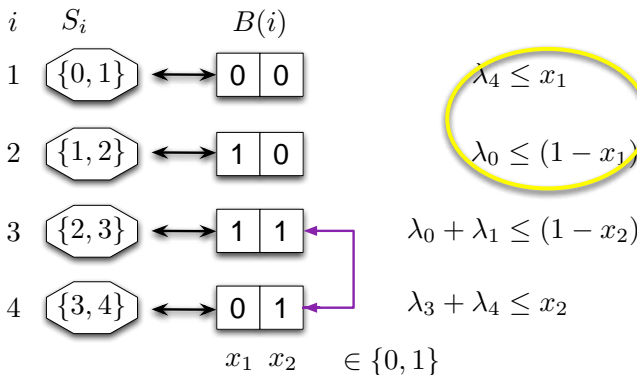 i S_i B(i)
1 {0, 1} 0 0 λ_4 ≤ x_1
2 {1, 2} 1 0 λ_0 ≤ (1 − x_1)
3 {2, 3} 1 1 λ_0 + λ_1 ≤ (1 − x_2)
4 {3, 4} 0 1 λ_3 + λ_4 ≤ x_2
x_1 x_2 ∈ {0, 1}